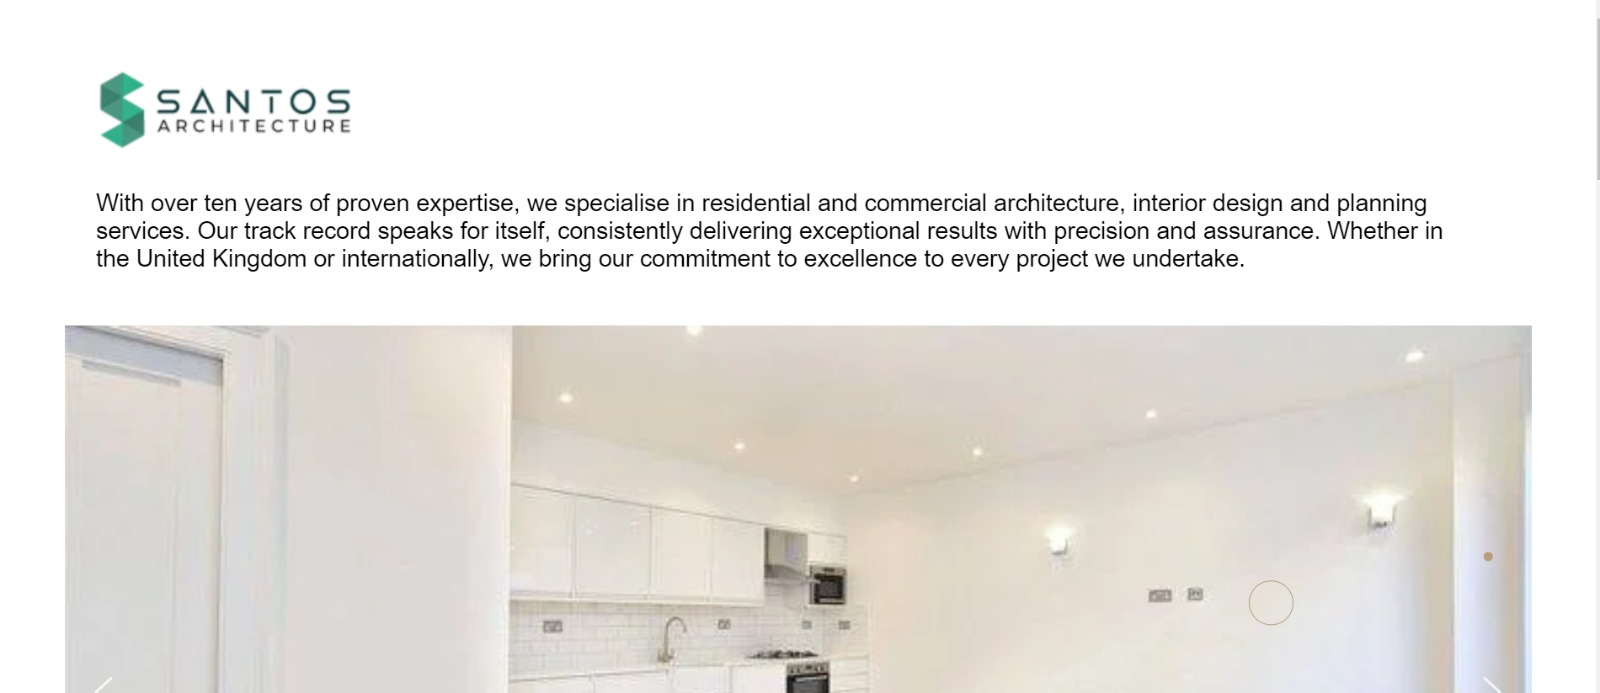 SANTOS
ARCHITECTURE
With over ten years of proven expertise, we specialise in residential and commercial architecture, interior design and planning
services. Our track record speaks for itself, consistently delivering exceptional results with precision and assurance. Whether in
the United Kingdom or internationally, we bring our commitment to excellence to every project we undertake.